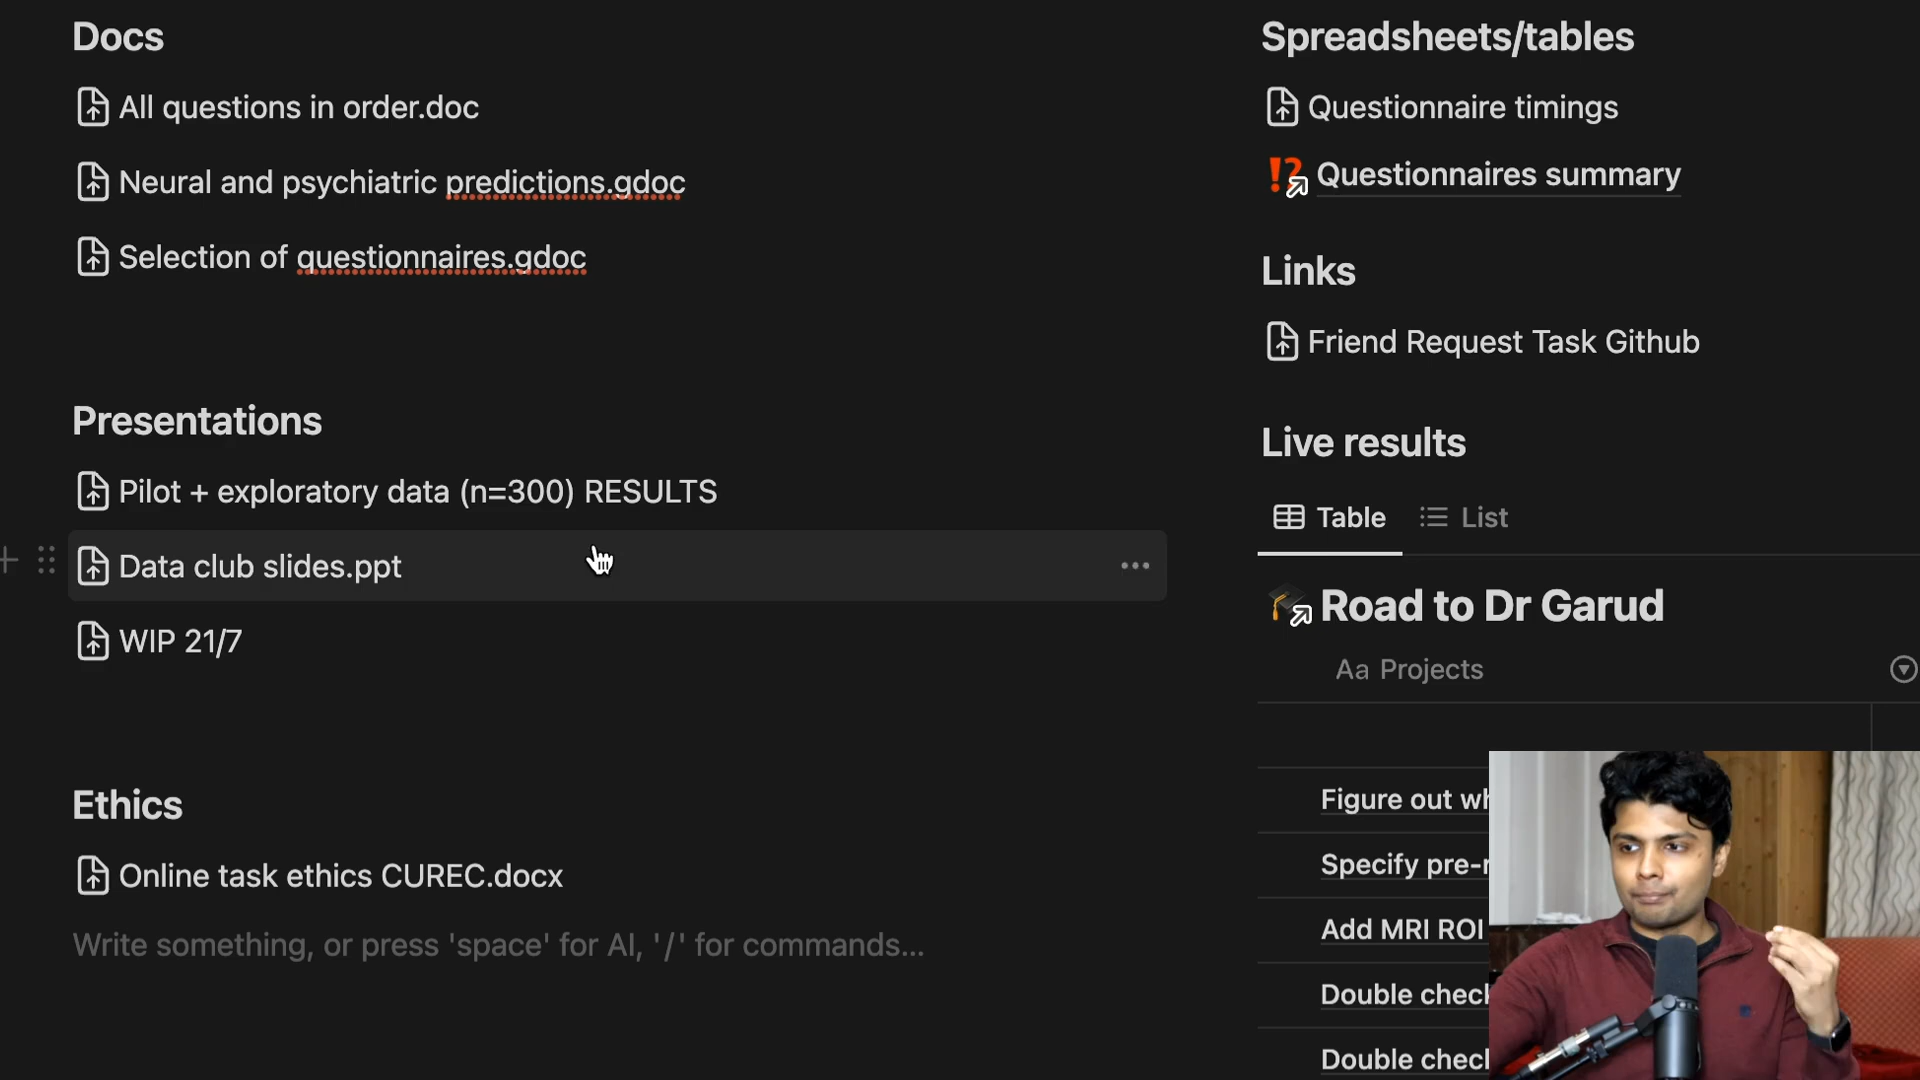 Docs
All questions in order.doc
Neural and psychiatric predictions.gdoc
Selection of questionnaires.gdoc
Presentations
Pilot + exploratory data (n=300) RESULTS
Data club slides.ppt
WIP 21/7
Ethics
Online task ethics CUREC.docx
Write something, or press 'space' for AI, '/' for commands...
Spreadsheets/tables
Questionnaire timings
⁉️ Questionnaires summary
Links
Friend Request Task Github
Live results
Table List
Road to Dr Garud
Aa Projects
Figure out
Specify pre-
Add MRI ROI
Double
Double